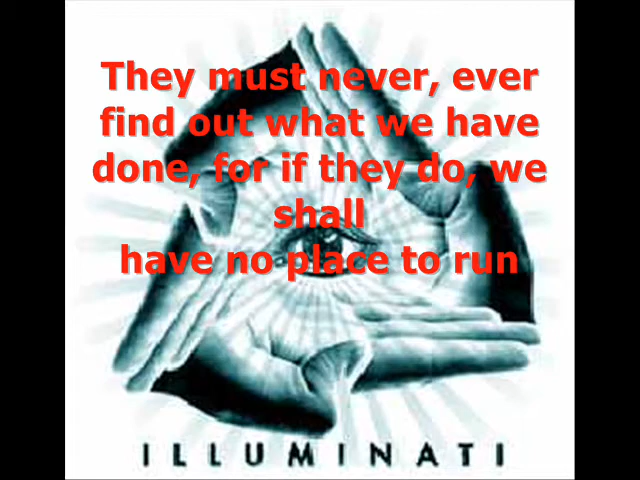 They must never, ever
find out what we have
done, for if they do, we
shall
have no place to run
ILLUMINATI